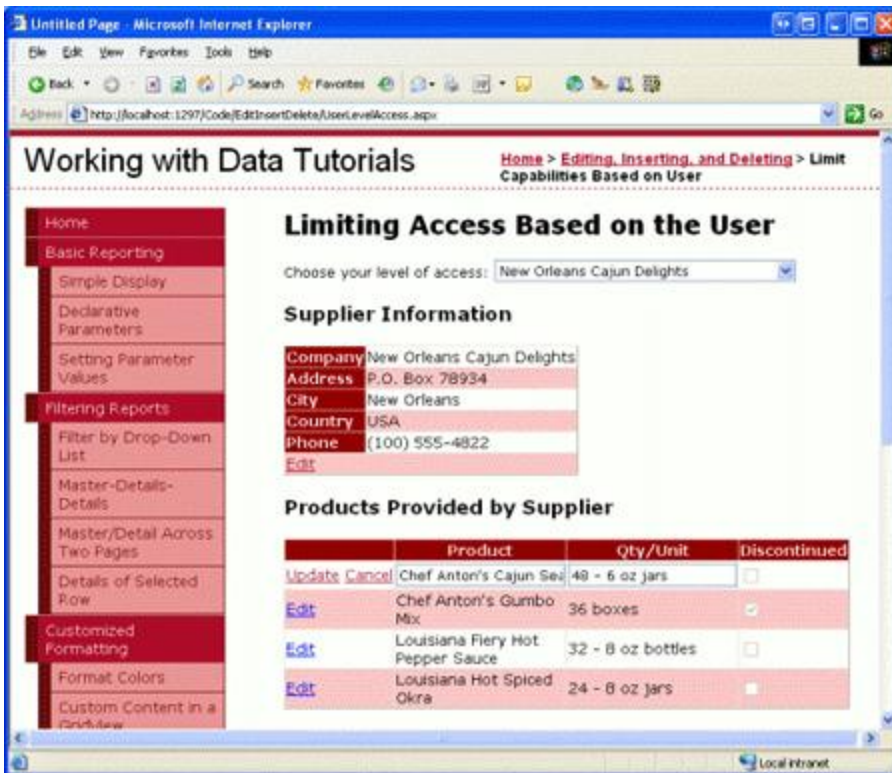 Untitled Page - Microsoft Internet Explorer
File Edit View Favorites Tools Help
Back Search Favorites
Address http://localhost:1297/Code/EditInsertDelete/UserLevelAccess.aspx Go
Working with Data Tutorials
Home > Editing, Inserting, and Deleting > Limit
Capabilities Based on User
Home
Basic Reporting
Simple Display
Declarative
Parameters
Setting Parameter
Values
Filtering Reports
Filter by Drop-Down
List
Master-Details-
Details
Master/Detail Across
Two Pages
Details of Selected
Row
Customized
Formatting
Format Colors
Custom Content in a
GridView
Limiting Access Based on the User
Choose your level of access: New Orleans Cajun Delights
Supplier Information
Company New Orleans Cajun Delights
Address P.O. Box 78934
City New Orleans
Country USA
Phone (100) 555-4822
Edit
Products Provided by Supplier
Product Qty/Unit Discontinued
Update Cancel Chef Anton's Cajun Sea 48 - 6 oz jars
Edit Chef Anton's Gumbo
Mix 36 boxes
Edit Louisiana Fiery Hot
Pepper Sauce 32 - 8 oz bottles
Edit Louisiana Hot Spiced
Okra 24 - 8 oz jars
Local intranet